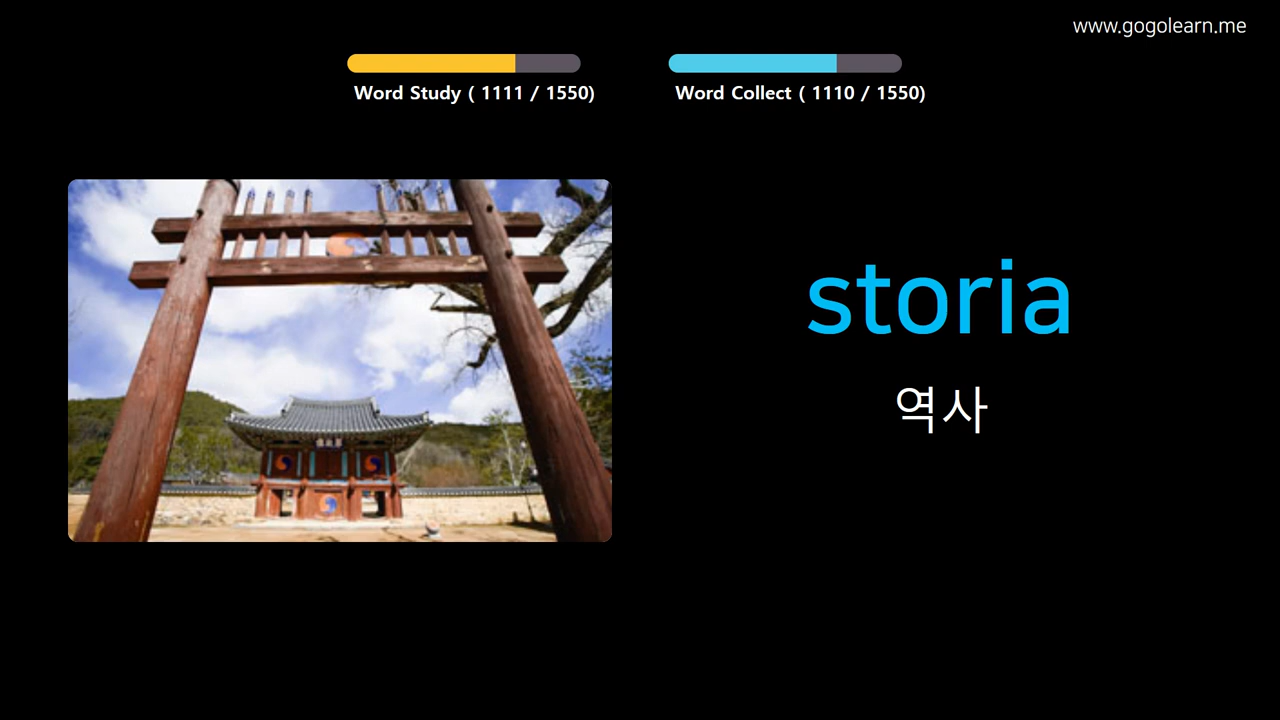 www.gogolearn.me
Word Study ( 1111 / 1550)
Word Collect ( 1110 / 1550)
storia
역사